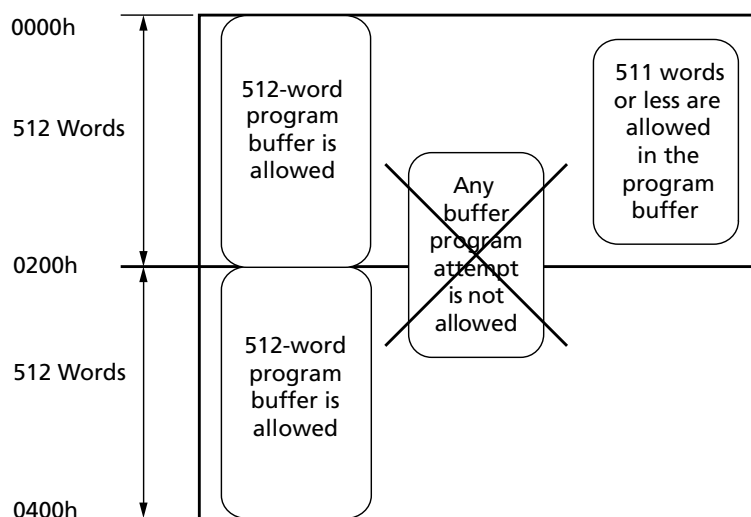 0000h
512 Words
0200h
512 Words
0400h
512-word
program
buffer is
allowed
512-word
program
buffer is
allowed
Any
buffer
program
attempt
is not
allowed
511 words
or less are
allowed
in the
program
buffer